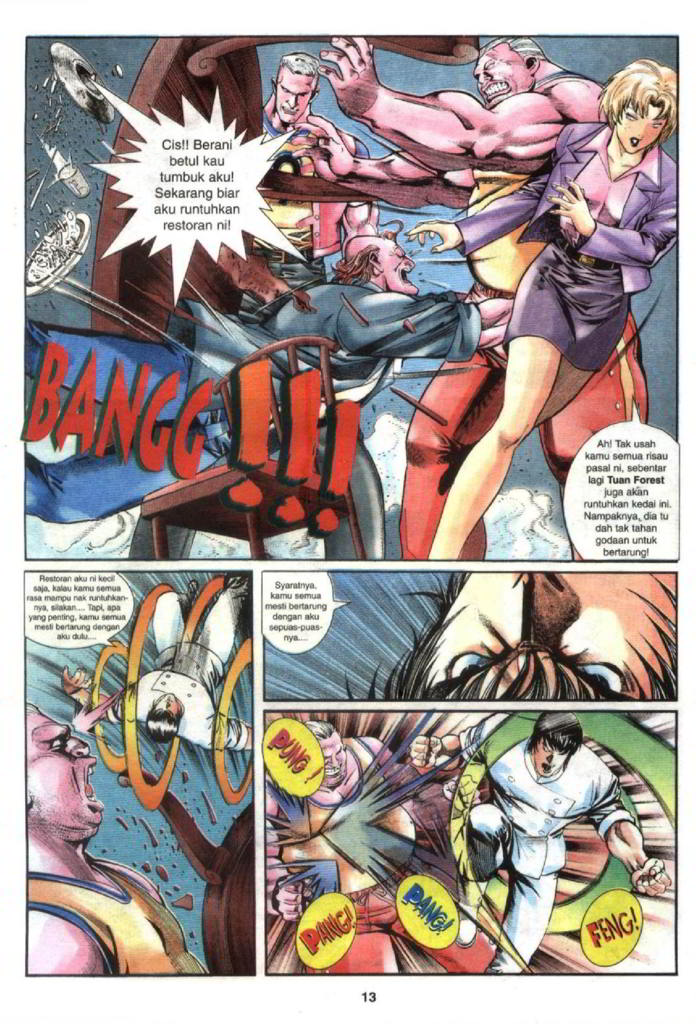 Cis!! Berani
betul kau
tumbuk aku!
Sekarang biar
aku runtuhkan
restoran ni!
BANGG!!!
Ah! Tak usah
kamu semua risau
pasal ni, sebentar
lagi Tuan Forest
juga akan
runtuhkan kedai ini.
Nampaknya, dia tu
dah tak tahan
godaan untuk
bertarung!
Restoran aku ni kecil
saja, kalau kamu semua
rasa mampu nak runtuhkan-
nya, silakan.... Tapi, apa
yang penting, kamu semua
mesti bertarung dengan
aku dulu....
Syaratnya,
kamu semua
mesti bertarung
dengan aku
sepuas-puas-
nya....
PUNG!
PANG!
PANG!
FENG!
13